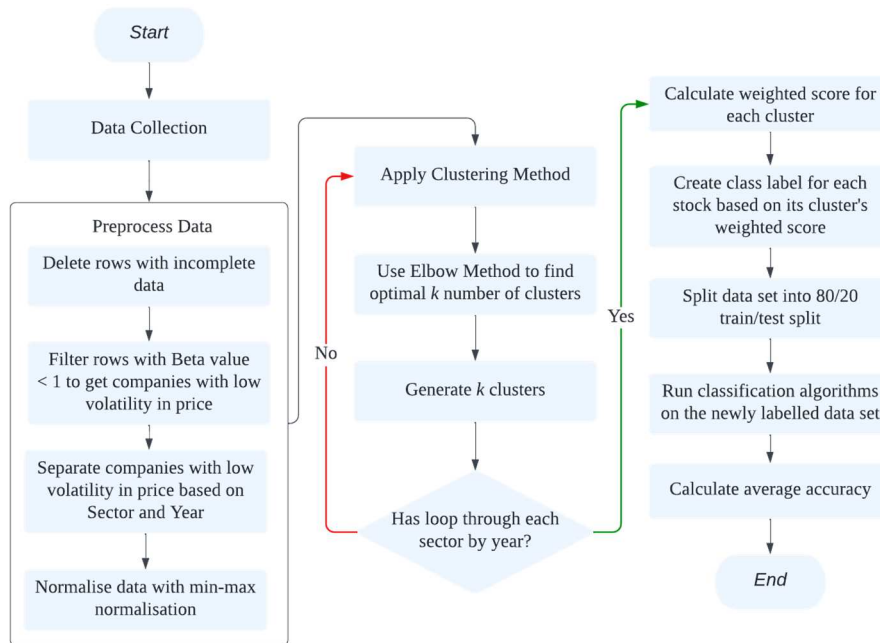 Start
Data Collection
Preprocess Data
Delete rows with incomplete
data
Filter rows with Beta value
< 1 to get companies with low
volatility in price
Separate companies with low
volatility in price based on
Sector and Year
Normalise data with min-max
normalisation
Apply Clustering Method
Use Elbow Method to find
optimal k number of clusters
No
Generate k clusters
Has loop through each
sector by year?
Yes
Calculate weighted score for
each cluster
Create class label for each
stock based on its cluster's
weighted score
Split data set into 80/20
train/test split
Run classification algorithms
on the newly labelled data set
Calculate average accuracy
End